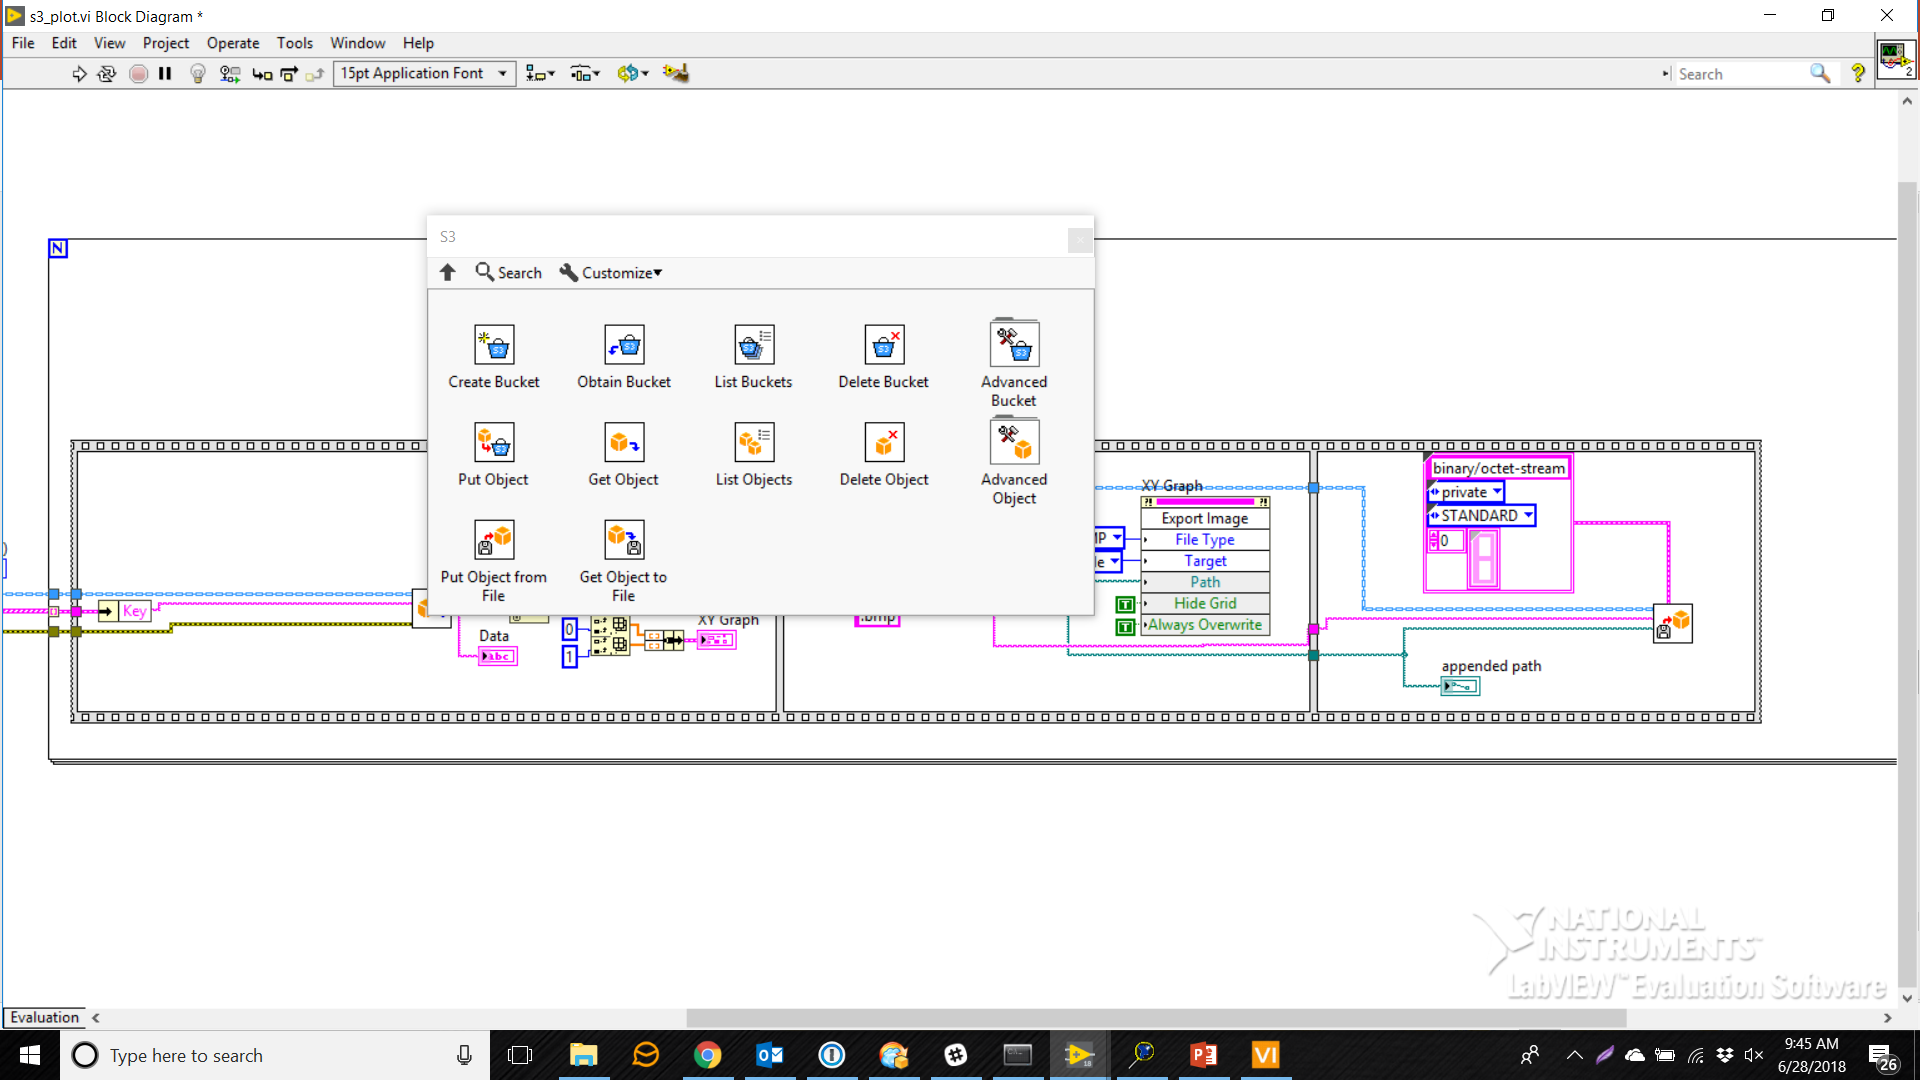 s3_plot.vi Block Diagram *
File Edit View Project Operate Tools Window Help
15pt Application Font
Search
2
N
S3
Search Customize
Create Bucket Obtain Bucket List Buckets Delete Bucket Advanced Bucket
Put Object Get Object List Objects Delete Object Advanced Object
Put Object from File Get Object to File
XY Graph
Export Image
File Type
Target
Path
Hide Grid
Always Overwrite
T
T
binary/octet-stream
private
STANDARD
0
Key
Data
abc
0
1
XY Graph
.bmp
appended path
NATIONAL
INSTRUMENTS
LabVIEW™ Evaluation Software
Evaluation
Type here to search
VI
9:45 AM
6/28/2018
26